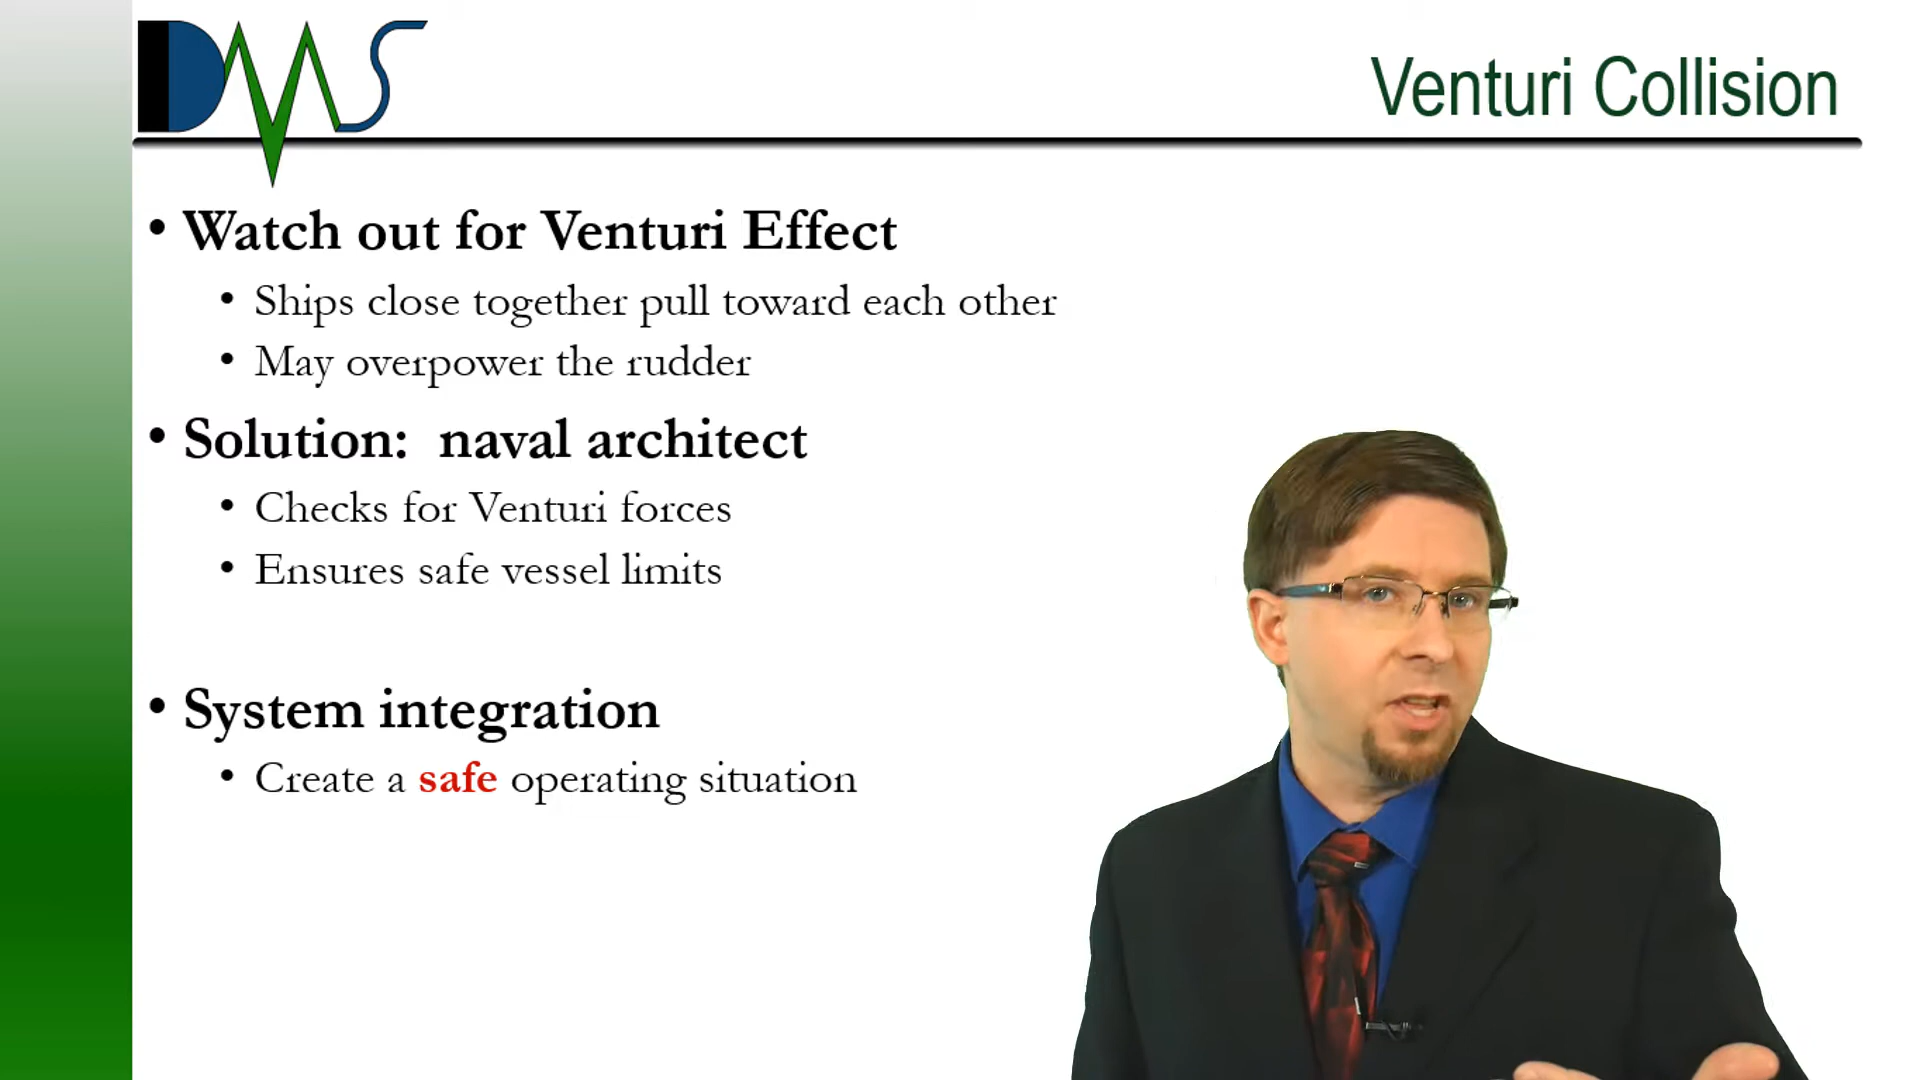 DMS
Venturi Collision
• Watch out for Venturi Effect
• Ships close together pull toward each other
• May overpower the rudder
• Solution:  naval architect
• Checks for Venturi forces
• Ensures safe vessel limits
• System integration
• Create a safe operating situation